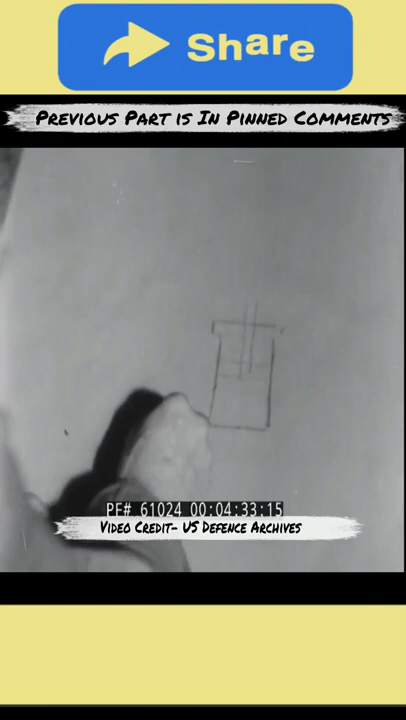 Share
Previous Part is In Pinned Comments
PF# 61024 00:04:33:15
Video Credit- US Defence Archives